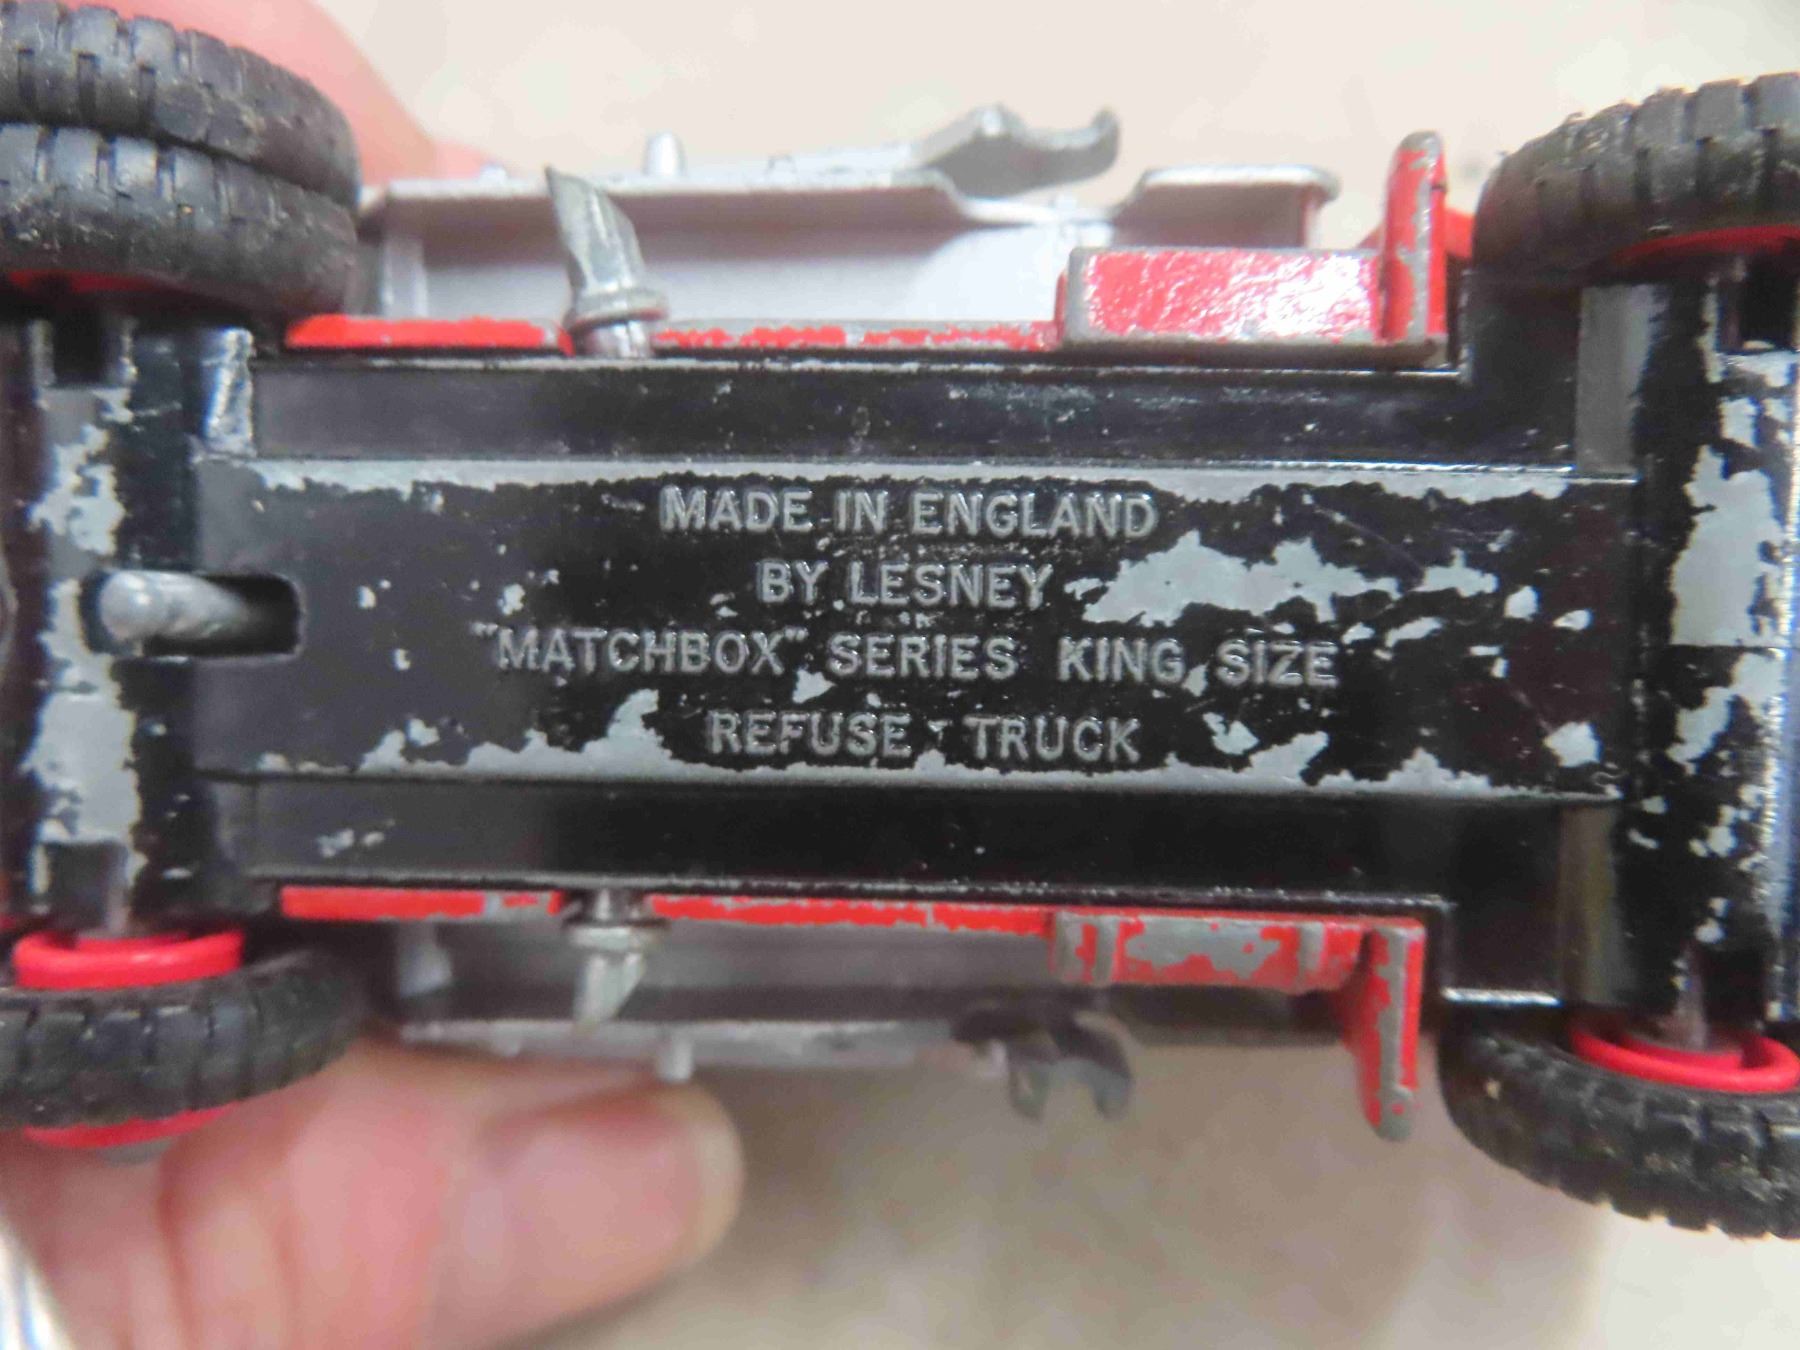 MADE IN ENGLAND
BY LESNEY
"MATCHBOX" SERIES KING SIZE
REFUSE TRUCK